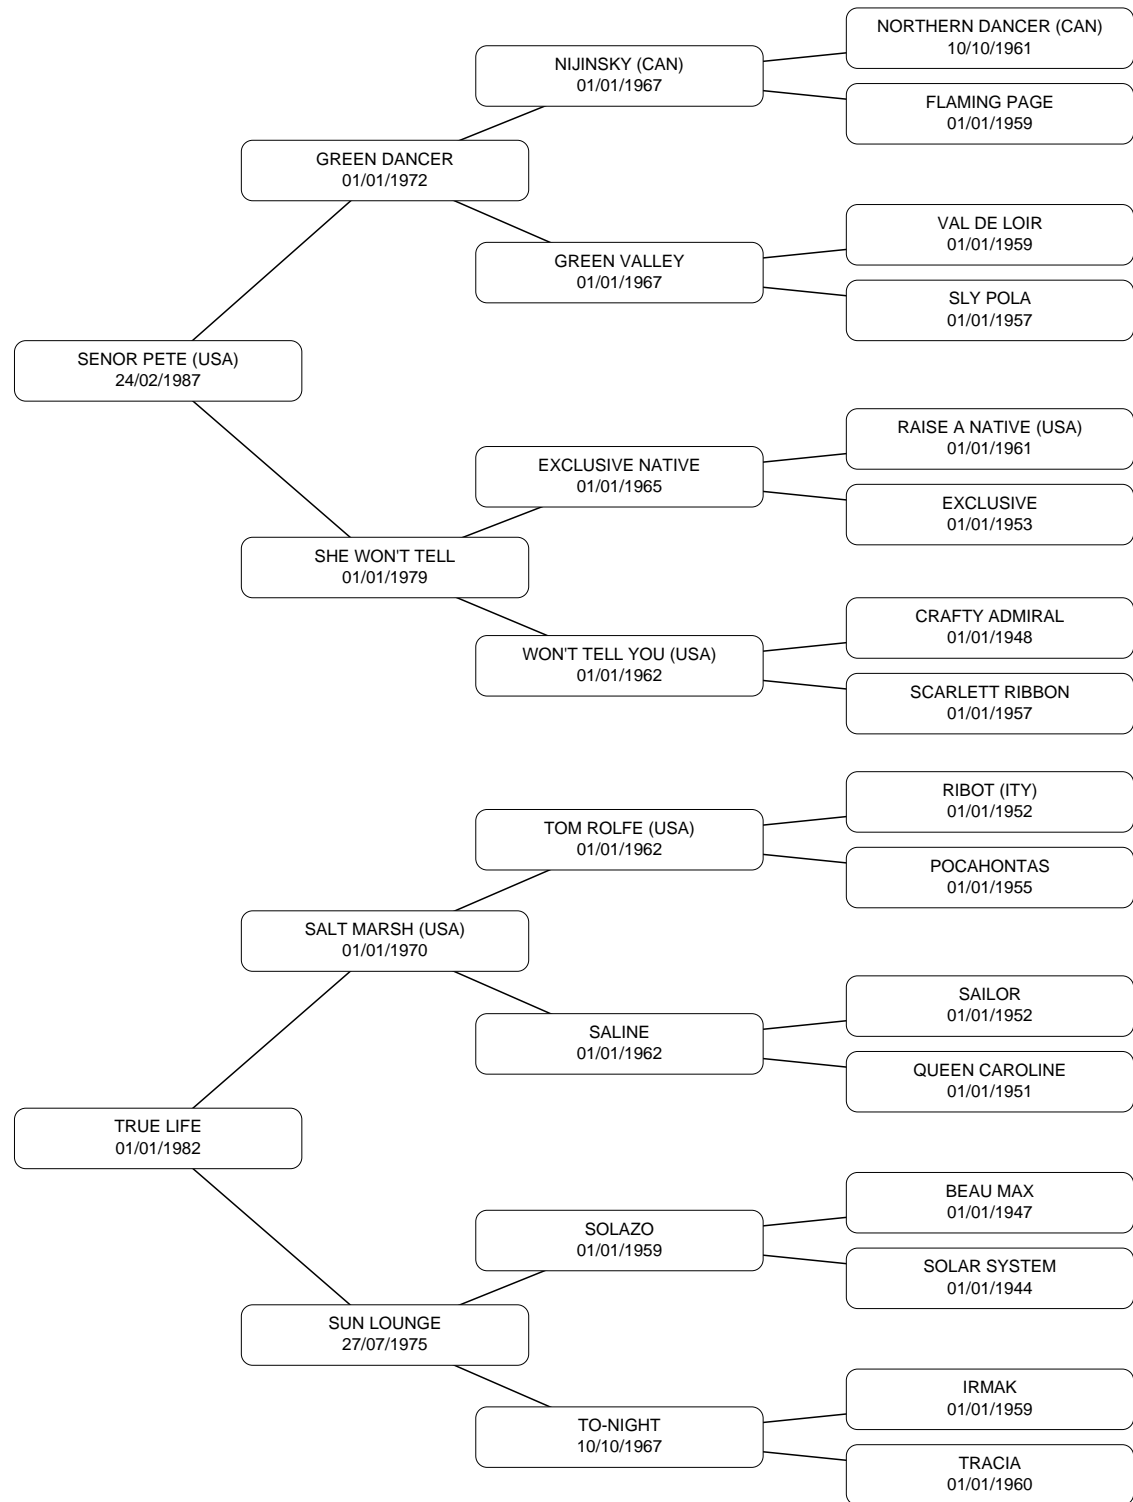 NORTHERN DANCER (CAN)
10/10/1961
NIJINSKY (CAN)
01/01/1967
FLAMING PAGE
01/01/1959
GREEN DANCER
01/01/1972
VAL DE LOIR
01/01/1959
GREEN VALLEY
01/01/1967
SLY POLA
01/01/1957
SENOR PETE (USA)
24/02/1987
RAISE A NATIVE (USA)
01/01/1961
EXCLUSIVE NATIVE
01/01/1965
EXCLUSIVE
01/01/1953
SHE WON'T TELL
01/01/1979
CRAFTY ADMIRAL
01/01/1948
WON'T TELL YOU (USA)
01/01/1962
SCARLETT RIBBON
01/01/1957
RIBOT (ITY)
01/01/1952
TOM ROLFE (USA)
01/01/1962
POCAHONTAS
01/01/1955
SALT MARSH (USA)
01/01/1970
SAILOR
01/01/1952
SALINE
01/01/1962
QUEEN CAROLINE
01/01/1951
TRUE LIFE
01/01/1982
BEAU MAX
01/01/1947
SOLAZO
01/01/1959
SOLAR SYSTEM
01/01/1944
SUN LOUNGE
27/07/1975
IRMAK
01/01/1959
TO-NIGHT
10/10/1967
TRACIA
01/01/1960